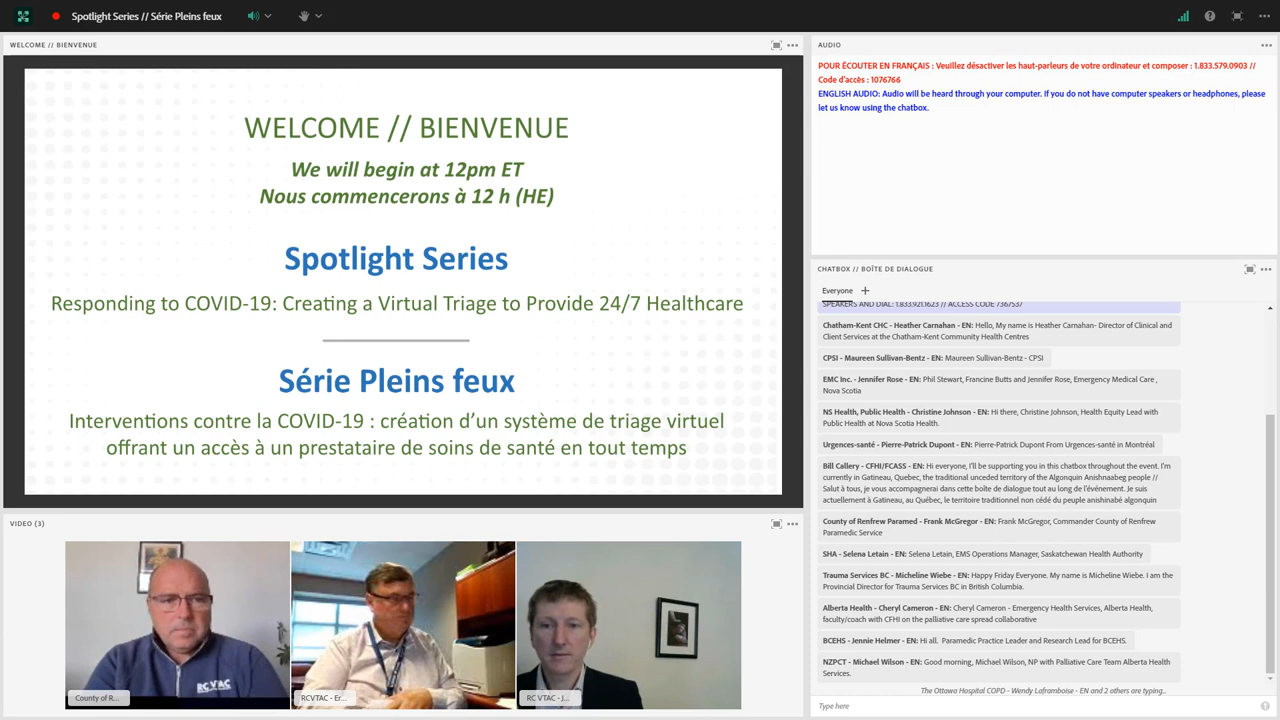 Spotlight Series // Série Pleins feux
WELCOME // BIENVENUE
WELCOME // BIENVENUE
We will begin at 12pm ET
Nous commencerons à 12 h (HE)
Spotlight Series
Responding to COVID-19: Creating a Virtual Triage to Provide 24/7 Healthcare
Série Pleins feux
Interventions contre la COVID-19 : création d’un système de triage virtuel
offrant un accès à un prestataire de soins de santé en tout temps
VIDEO (3)
RCVTAC
County of R...
RCVTAC - Er...
RC VTAC - J...
AUDIO
POUR ÉCOUTER EN FRANÇAIS : Veuillez désactiver les haut-parleurs de votre ordinateur et composer : 1.833.579.0903 //
Code d'accès : 1076766
ENGLISH AUDIO: Audio will be heard through your computer. If you do not have computer speakers or headphones, please
let us know using the chatbox.
CHATBOX // BOÎTE DE DIALOGUE
Everyone
SPEAKERS AND DIAL: 1.833.921.1623 // ACCESS CODE 7367537
Chatham-Kent CHC - Heather Carnahan - EN: Hello, My name is Heather Carnahan- Director of Clinical and
Client Services at the Chatham-Kent Community Health Centres
CPSI - Maureen Sullivan-Bentz - EN: Maureen Sullivan-Bentz - CPSI
EMC Inc. - Jennifer Rose - EN: Phil Stewart, Francine Butts and Jennifer Rose, Emergency Medical Care ,
Nova Scotia
NS Health, Public Health - Christine Johnson - EN: Hi there, Christine Johnson, Health Equity Lead with
Public Health at Nova Scotia Health.
Urgences-santé - Pierre-Patrick Dupont - EN: Pierre-Patrick Dupont From Urgences-santé in Montréal
Bill Callery - CFHI/FCASS - EN: Hi everyone, I'll be supporting you in this chatbox throughout the event. I'm
currently in Gatineau, Quebec, the traditional unceded territory of the Algonquin Anishnaabeg people //
Salut à tous, je vous accompagnerai dans cette boîte de dialogue tout au long de l'événement. Je suis
actuellement à Gatineau, au Québec, le territoire traditionnel non cédé du peuple anishinabé algonquin
County of Renfrew Paramed - Frank McGregor - EN: Frank McGregor, Commander County of Renfrew
Paramedic Service
SHA - Selena Letain - EN: Selena Letain, EMS Operations Manager, Saskatchewan Health Authority
Trauma Services BC - Micheline Wiebe - EN: Happy Friday Everyone. My name is Micheline Wiebe. I am the
Provincial Director for Trauma Services BC in British Columbia.
Alberta Health - Cheryl Cameron - EN: Cheryl Cameron - Emergency Health Services, Alberta Health,
faculty/coach with CFHI on the palliative care spread collaborative
BCEHS - Jennie Helmer - EN: Hi all. Paramedic Practice Leader and Research Lead for BCEHS.
NZPCT - Michael Wilson - EN: Good morning, Michael Wilson, NP with Palliative Care Team Alberta Health
Services.
The Ottawa Hospital COPD - Wendy Laframboise - EN and 2 others are typing..
Type here